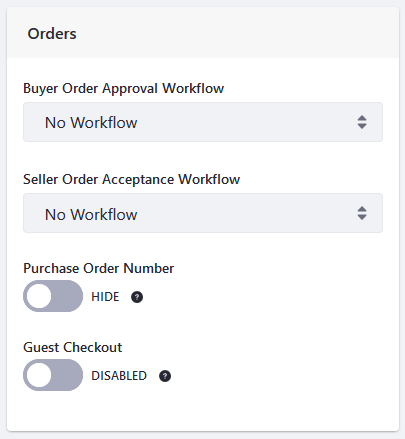 Orders
Buyer Order Approval Workflow
No Workflow
Seller Order Acceptance Workflow
No Workflow
Purchase Order Number
HIDE ?
Guest Checkout
DISABLED ?